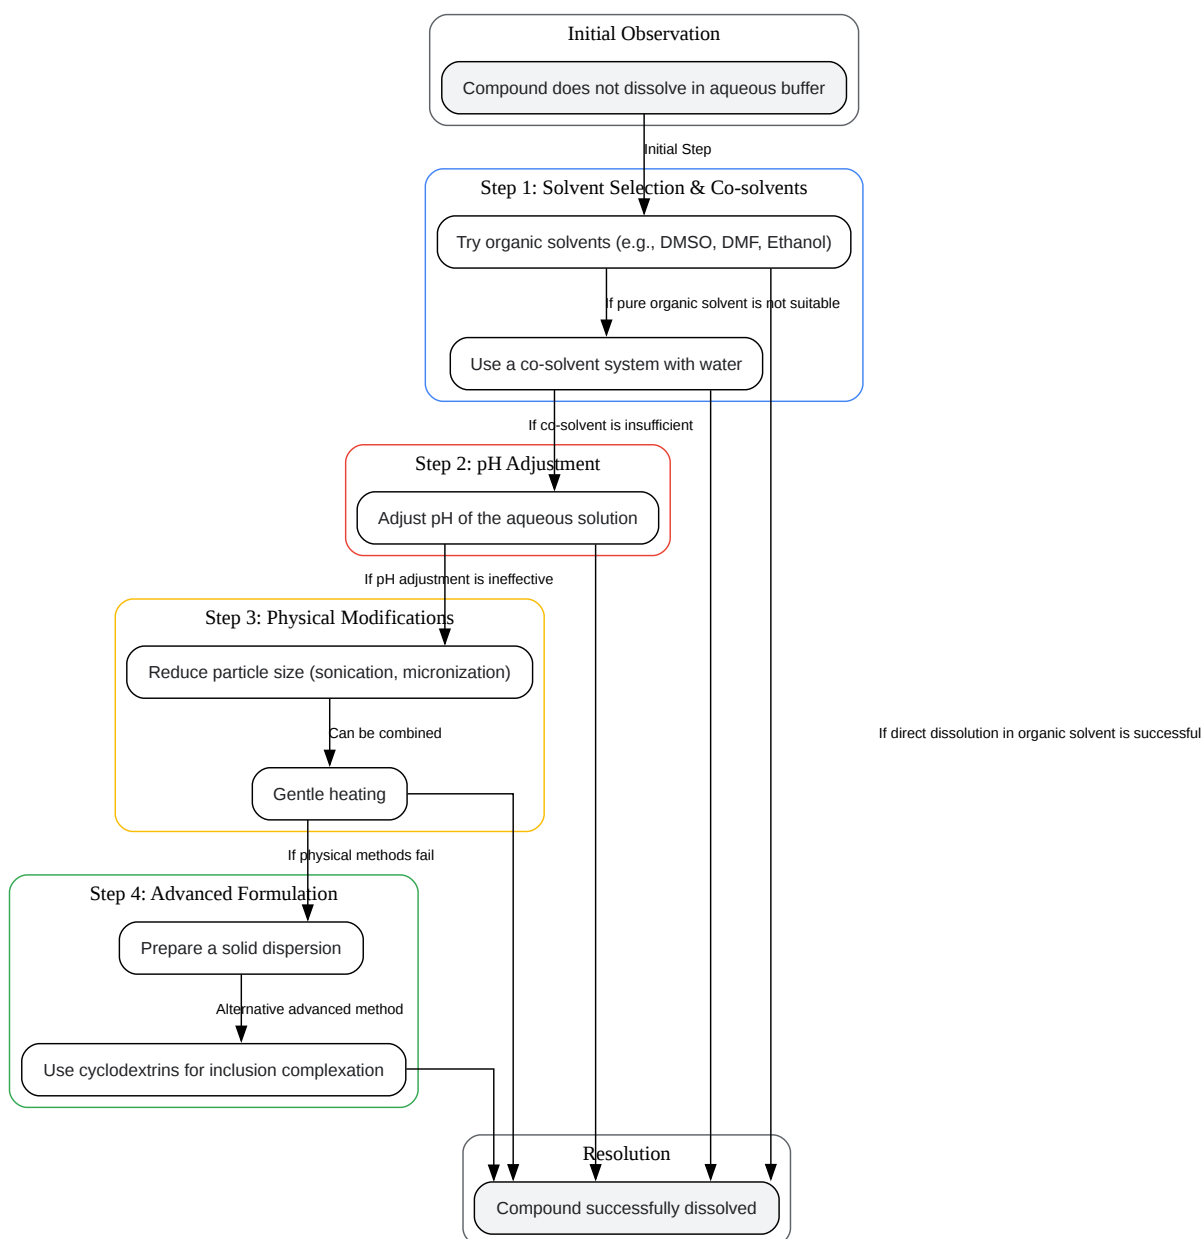 Initial Observation
Compound does not dissolve in aqueous buffer
Initial Step
Step 1: Solvent Selection & Co-solvents
Try organic solvents (e.g., DMSO, DMF, Ethanol)
If pure organic solvent is not suitable
Use a co-solvent system with water
If co-solvent is insufficient
Step 2: pH Adjustment
Adjust pH of the aqueous solution
If pH adjustment is ineffective
Step 3: Physical Modifications
Reduce particle size (sonication, micronization)
Can be combined
If direct dissolution in organic solvent is successful
Gentle heating
If physical methods fail
Step 4: Advanced Formulation
Prepare a solid dispersion
Alternative advanced method
Use cyclodextrins for inclusion complexation
Resolution
Compound successfully dissolved